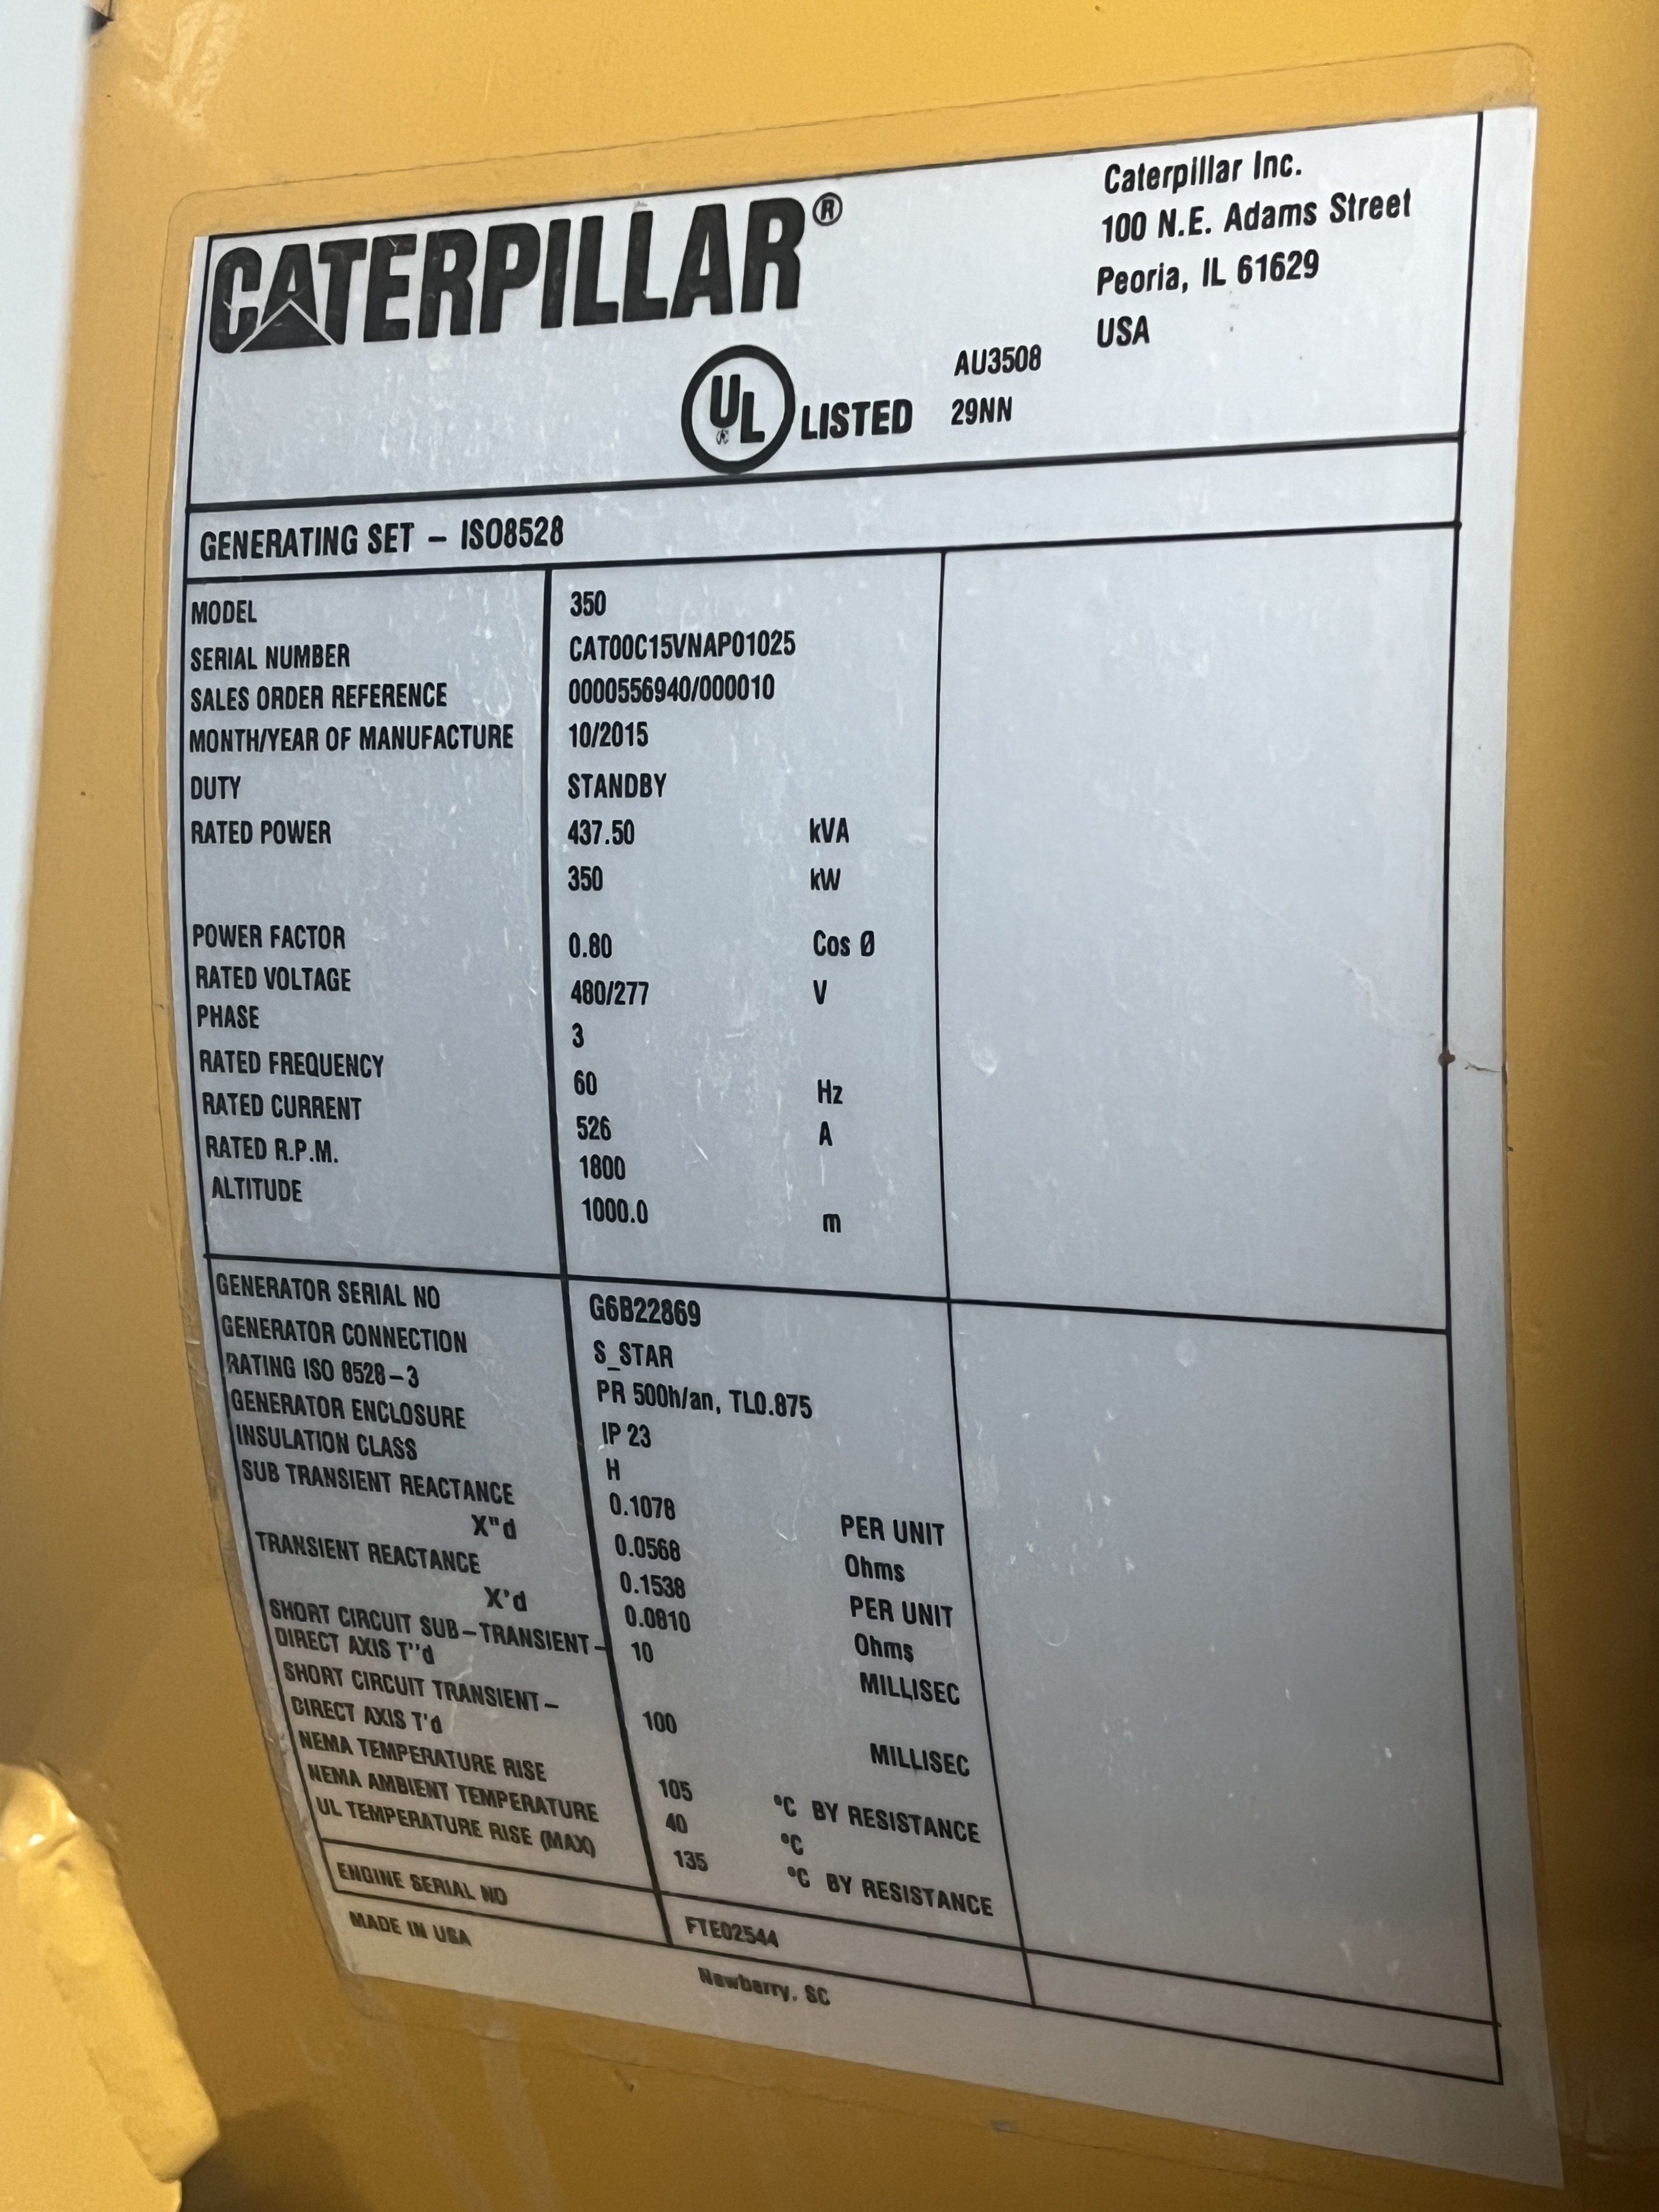 CATERPILLAR®
Caterpillar Inc.
100 N.E. Adams Street
Peoria, IL 61629
USA
UL LISTED
AU3508
29NN
GENERATING SET – ISO8528
MODEL 350
SERIAL NUMBER CAT00C15VNAP01025
SALES ORDER REFERENCE 0000556940/000010
MONTH/YEAR OF MANUFACTURE 10/2015
DUTY STANDBY
RATED POWER 437.50 kVA
350 kW
POWER FACTOR 0.80 Cos Ø
RATED VOLTAGE 480/277 V
PHASE 3
RATED FREQUENCY 60 Hz
RATED CURRENT 526 A
RATED R.P.M. 1800
ALTITUDE 1000.0 m
GENERATOR SERIAL NO G6B22869
GENERATOR CONNECTION S_STAR
RATING ISO 8528–3 PR 500h/an, TL0.875
GENERATOR ENCLOSURE IP 23
INSULATION CLASS H
SUB TRANSIENT REACTANCE 0.1078 PER UNIT
X"d 0.0568 Ohms
TRANSIENT REACTANCE 0.1538 PER UNIT
X'd 0.0810 Ohms
SHORT CIRCUIT SUB–TRANSIENT– 10 MILLISEC
DIRECT AXIS T"d
SHORT CIRCUIT TRANSIENT– 100 MILLISEC
DIRECT AXIS T'd
NEMA TEMPERATURE RISE 105 ºC BY RESISTANCE
NEMA AMBIENT TEMPERATURE 40 ºC
UL TEMPERATURE RISE (MAX) 135 ºC BY RESISTANCE
ENGINE SERIAL NO FTE02544
MADE IN USA Newberry, SC